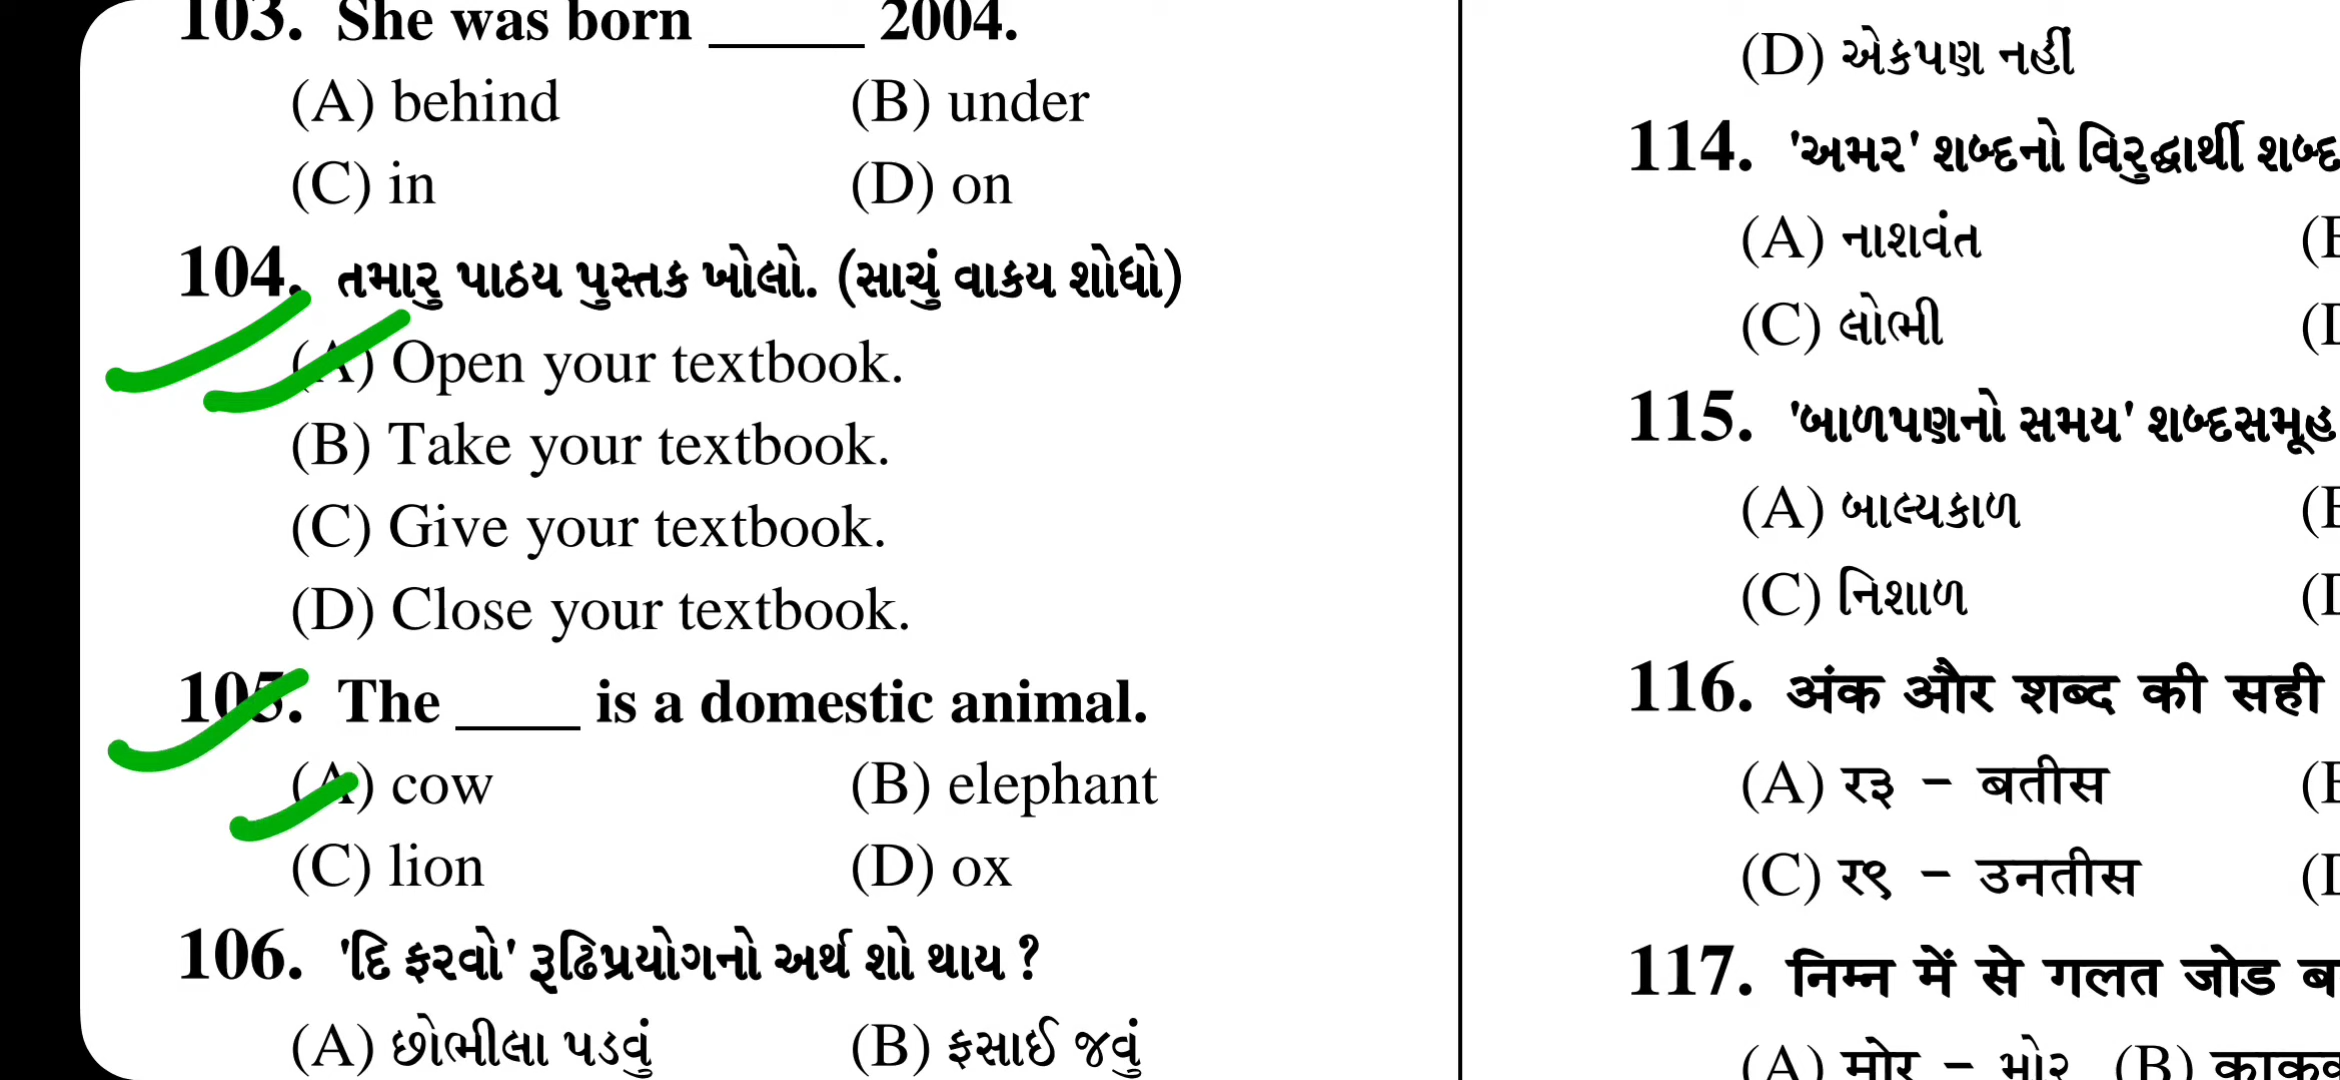 103. She was born _____ 2004.
(A) behind (B) under
(C) in (D) on
104. તમારુ પાઠય પુસ્તક ખોલો. (સાચું વાકય શોધો)
(A) Open your textbook.
(B) Take your textbook.
(C) Give your textbook.
(D) Close your textbook.
105. The ____ is a domestic animal.
(A) cow (B) elephant
(C) lion (D) ox
106. 'દિ ફરવો' રૂઢિપ્રયોગનો અર્થ શો થાય ?
(A) છોભીલા પડવું (B) ફસાઈ જવું
(D) એકપણ નહીં
114. 'અમર' શબ્દનો વિરુદ્ધાર્થી શબ્દ
(A) નાશવંત
(C) લોભી
115. 'બાળપણનો સમય' શબ્દસમૂહ
(A) બાલ્યકાળ
(C) નિશાળ
116. अंक और शब्द की सही
(A) २३ – बतीस
(C) २९ – उनतीस
117. निम्न में से गलत जोड
(A) मोर – મોર (B)